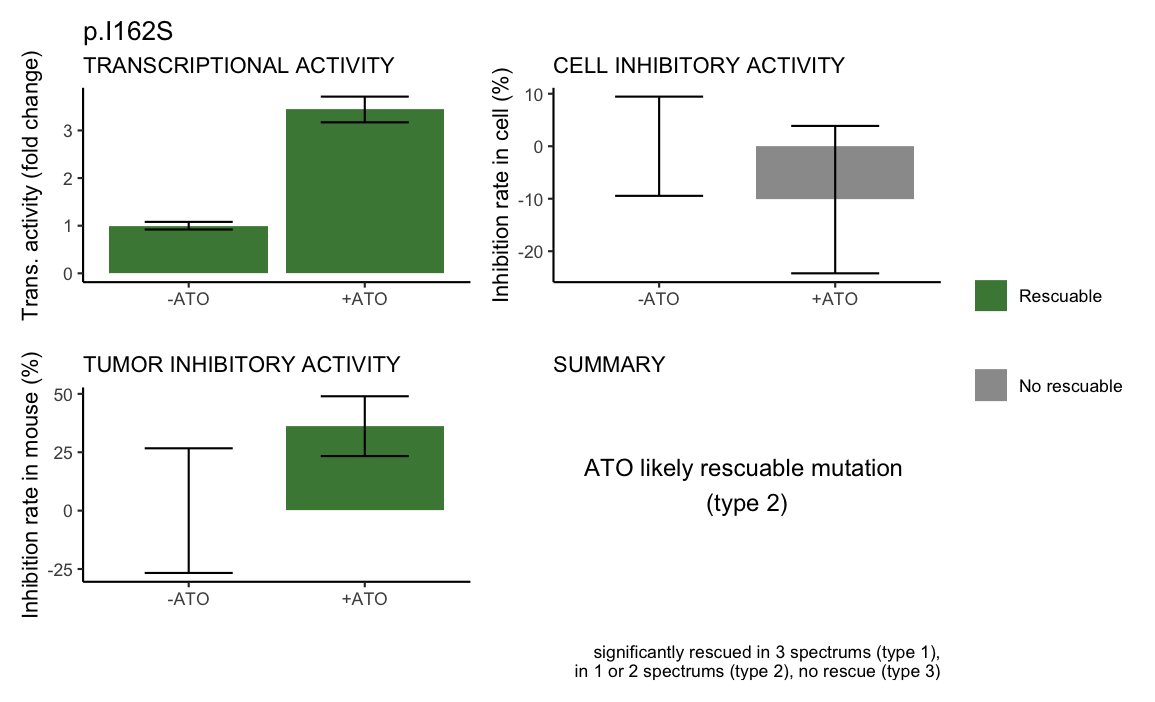 p.I162S
TRANSCRIPTIONAL ACTIVITY
Trans. activity (fold change)
3
2
1
0
-ATO
+ATO
CELL INHIBITORY ACTIVITY
Inhibition rate in cell (%)
10
0
-10
-20
-ATO
+ATO
TUMOR INHIBITORY ACTIVITY
Inhibition rate in mouse (%)
50
25
0
-25
-ATO
+ATO
SUMMARY
ATO likely rescuable mutation
(type 2)
significantly rescued in 3 spectrums (type 1),
in 1 or 2 spectrums (type 2), no rescue (type 3)
Rescuable
No rescuable